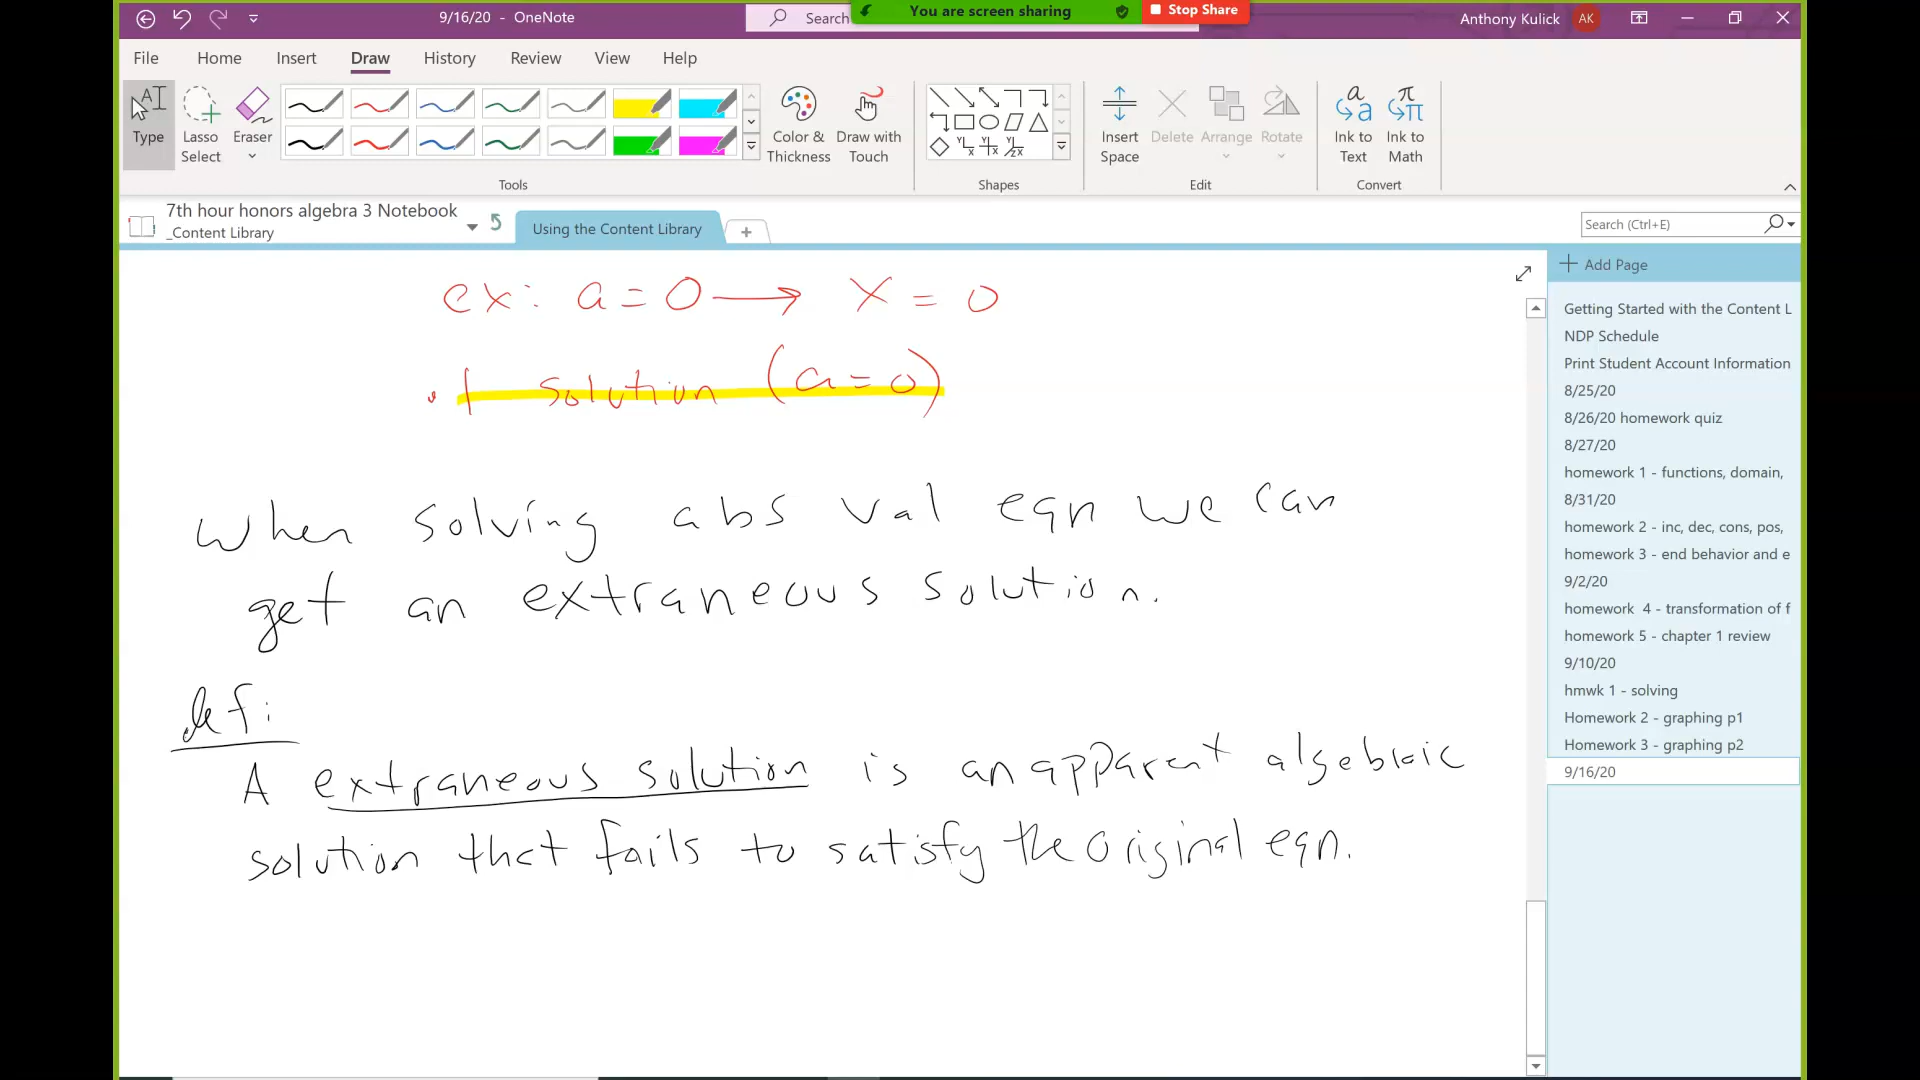 9/16/20 - OneNote
Search
You are screen sharing
Stop Share
Anthony Kulick
AK
File
Home
Insert
Draw
History
Review
View
Help
Type
Lasso
Select
Eraser
Color &
Thickness
Draw with
Touch
Insert
Space
Delete
Arrange
Rotate
Ink to
Text
Ink to
Math
Tools
Shapes
Edit
Convert
7th hour honors algebra 3 Notebook
_Content Library
Using the Content Library
Search (Ctrl+E)
Add Page
Getting Started with the Content L
NDP Schedule
Print Student Account Information
8/25/20
8/26/20 homework quiz
8/27/20
homework 1 - functions, domain,
8/31/20
homework 2 - inc, dec, cons, pos,
homework 3 - end behavior and e
9/2/20
homework 4 - transformation of f
homework 5 - chapter 1 review
9/10/20
hmwk 1 - solving
Homework 2 - graphing p1
Homework 3 - graphing p2
9/16/20
ex: a=0 → x = 0
. 1 solution (a=0)
When solving abs val eqn we can
get an extraneous solution.
def:
A extraneous solution is an apparent algebraic
solution that fails to satisfy the original eqn.